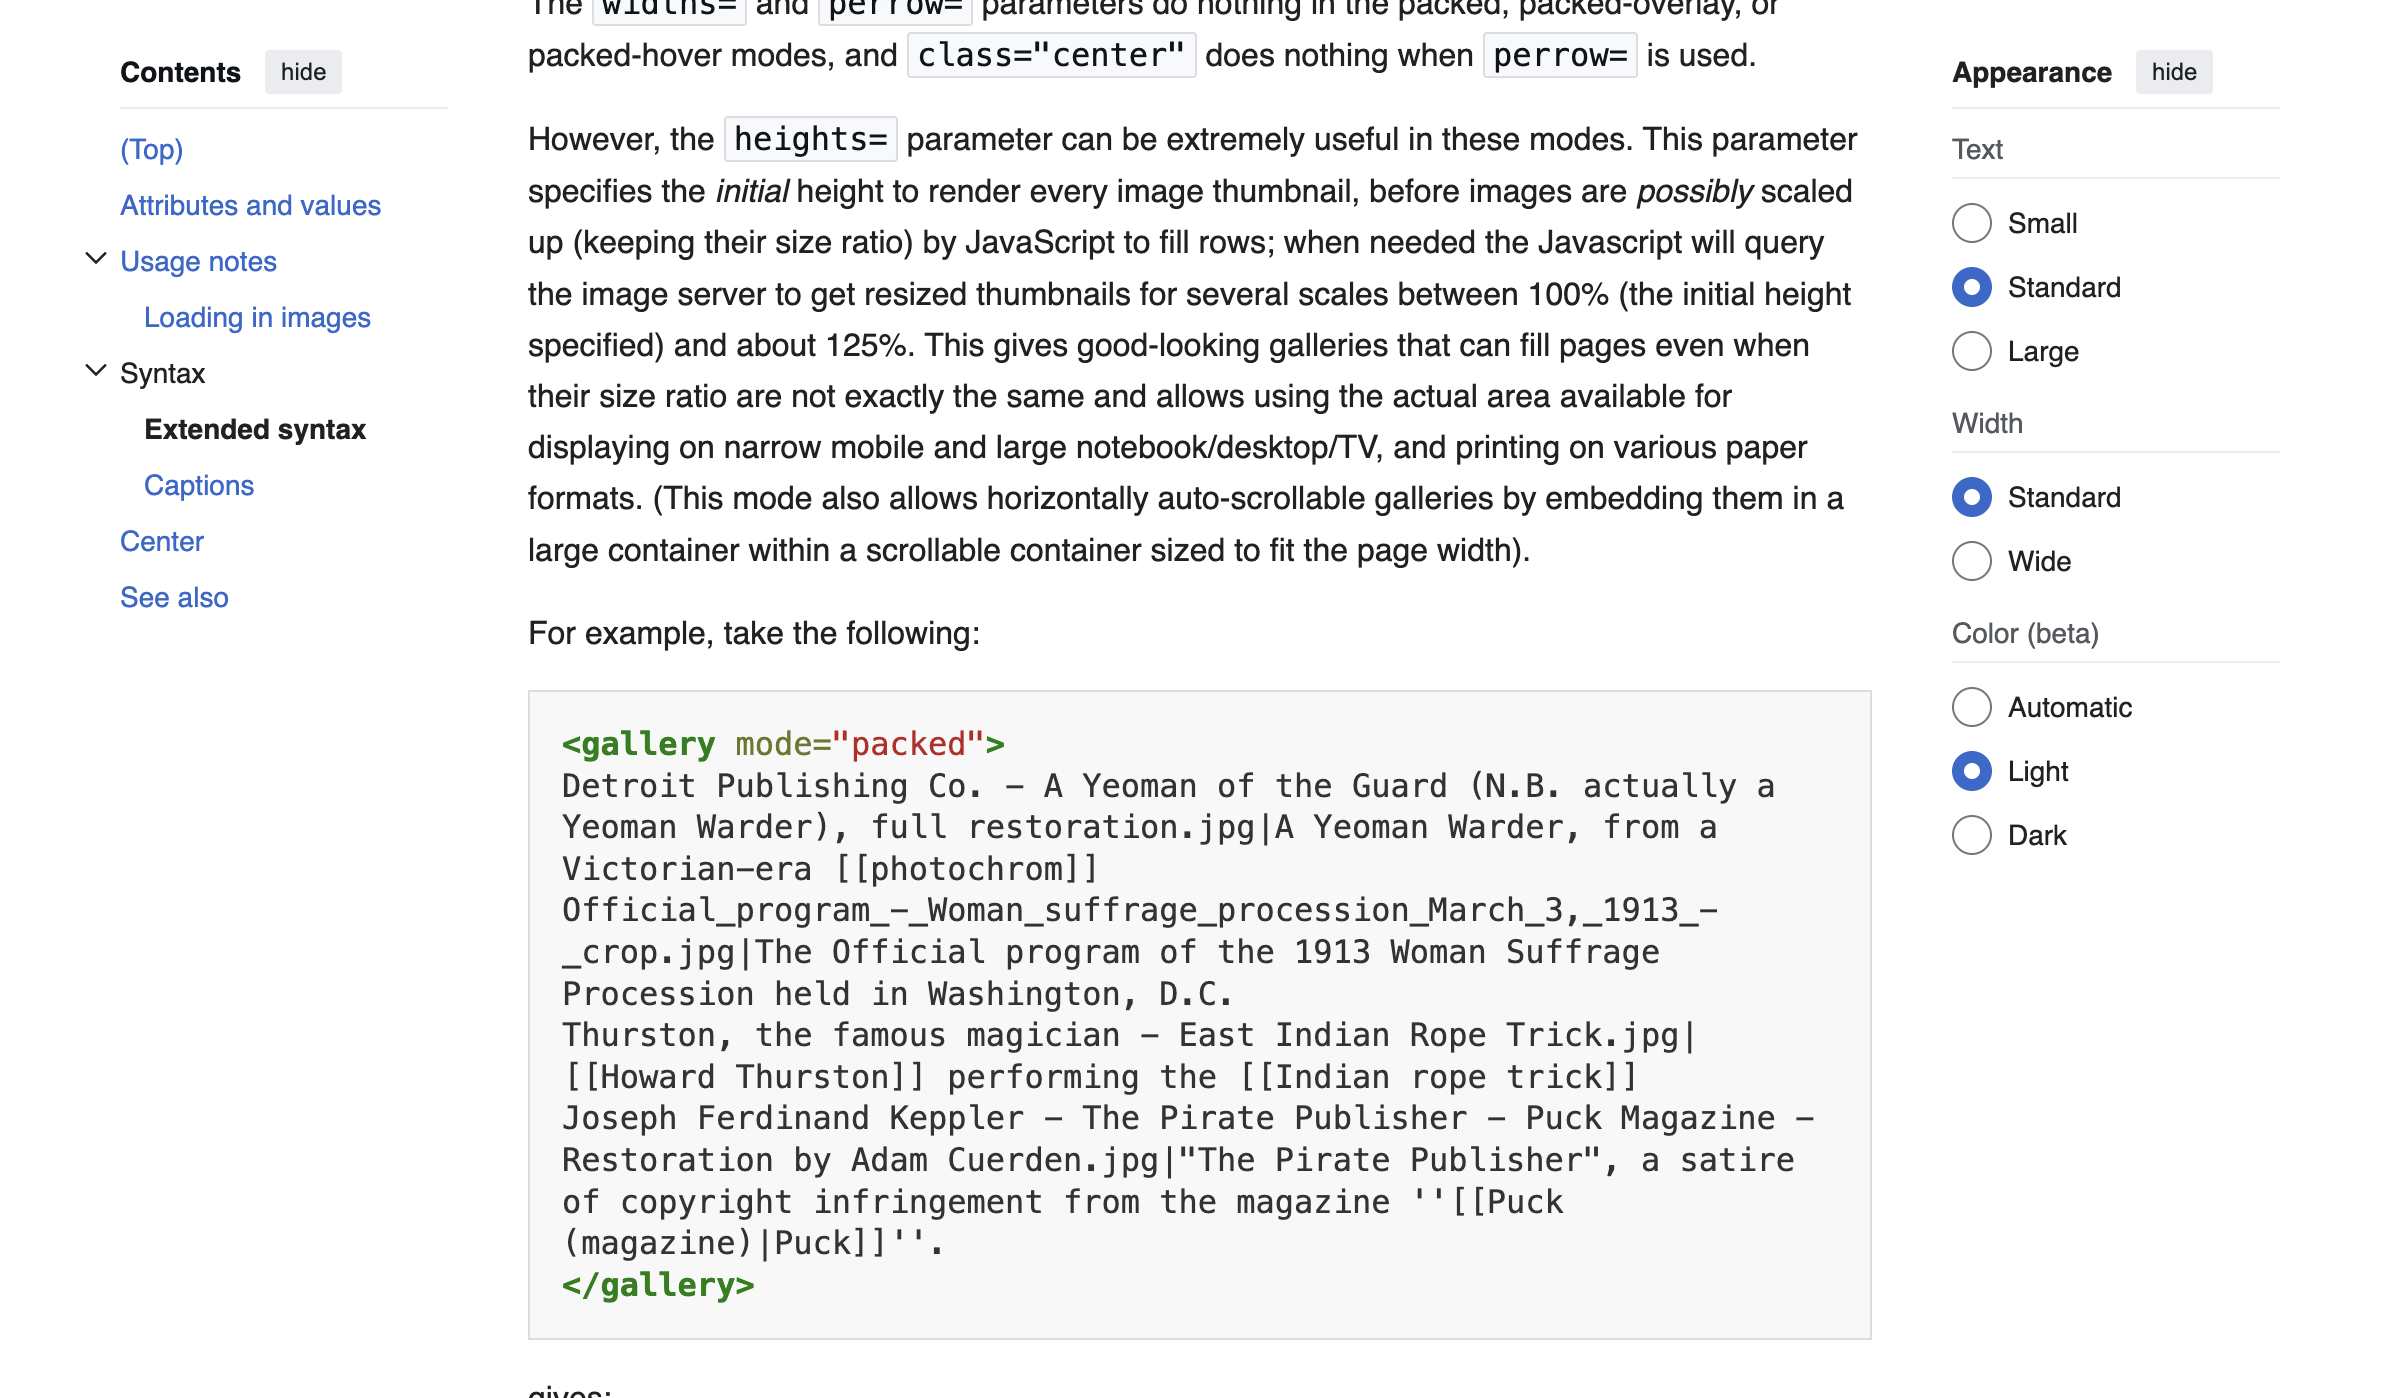 Contents hide
(Top)
Attributes and values
Usage notes
Loading in images
Syntax
Extended syntax
Captions
Center
See also
The widths= and perrow= parameters do nothing in the packed, packed-overlay, or
packed-hover modes, and class="center" does nothing when perrow= is used.
However, the heights= parameter can be extremely useful in these modes. This parameter
specifies the initial height to render every image thumbnail, before images are possibly scaled
up (keeping their size ratio) by JavaScript to fill rows; when needed the Javascript will query
the image server to get resized thumbnails for several scales between 100% (the initial height
specified) and about 125%. This gives good-looking galleries that can fill pages even when
their size ratio are not exactly the same and allows using the actual area available for
displaying on narrow mobile and large notebook/desktop/TV, and printing on various paper
formats. (This mode also allows horizontally auto-scrollable galleries by embedding them in a
large container within a scrollable container sized to fit the page width).
For example, take the following:
<gallery mode="packed">
Detroit Publishing Co. - A Yeoman of the Guard (N.B. actually a
Yeoman Warder), full restoration.jpg|A Yeoman Warder, from a
Victorian-era [[photochrom]]
Official_program_-_Woman_suffrage_procession_March_3,_1913_-
_crop.jpg|The Official program of the 1913 Woman Suffrage
Procession held in Washington, D.C.
Thurston, the famous magician - East Indian Rope Trick.jpg|
[[Howard Thurston]] performing the [[Indian rope trick]]
Joseph Ferdinand Keppler - The Pirate Publisher - Puck Magazine -
Restoration by Adam Cuerden.jpg|"The Pirate Publisher", a satire
of copyright infringement from the magazine ''[[Puck
(magazine)|Puck]]''.
</gallery>
gives:
Appearance hide
Text
Small
Standard
Large
Width
Standard
Wide
Color (beta)
Automatic
Light
Dark